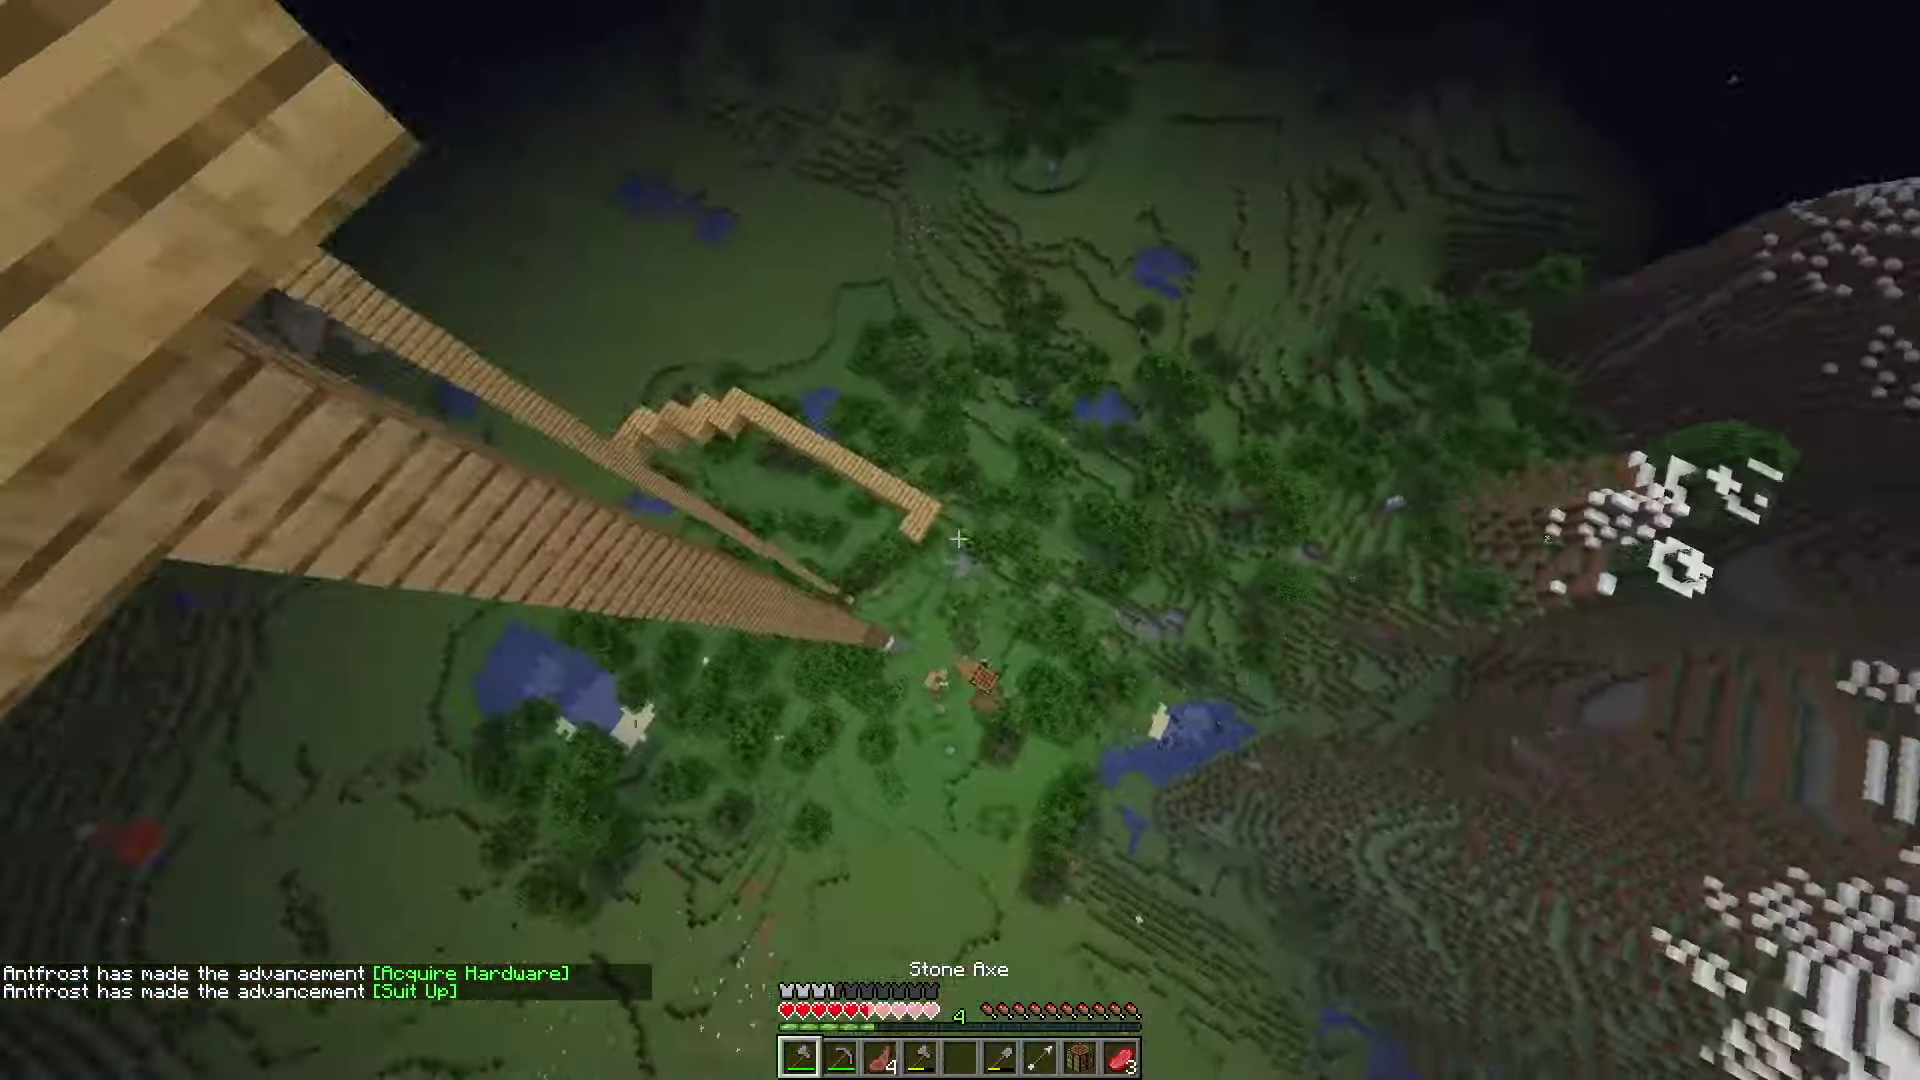 Antfrost has made the advancement [Acquire Hardware]
Antfrost has made the advancement [Suit Up]
Stone Axe
4
4
3